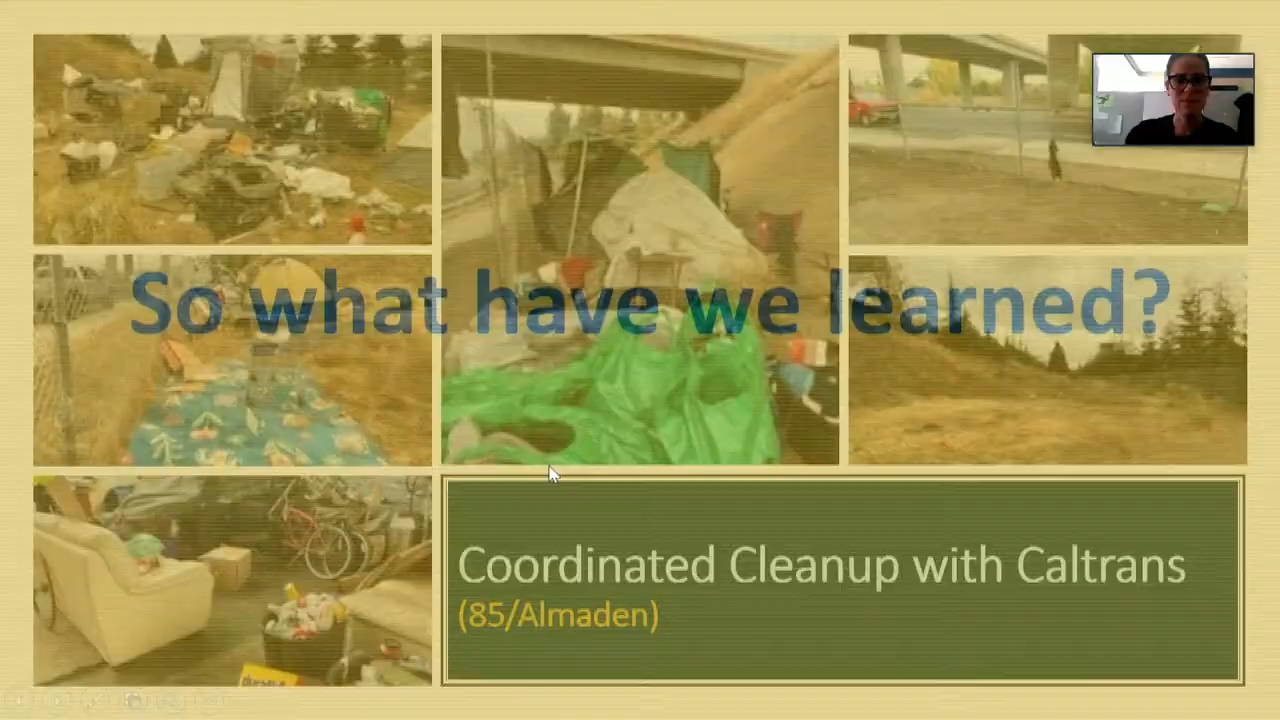 So what have we learned?
Coordinated Cleanup with Caltrans
(85/Almaden)